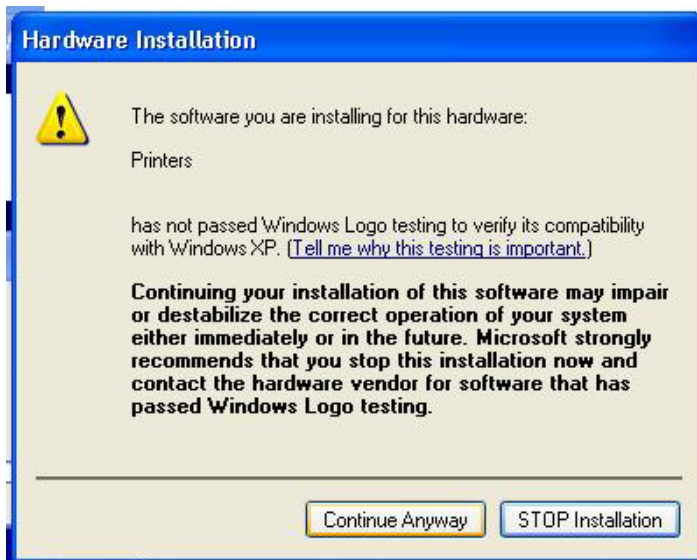 Hardware Installation
The software you are installing for this hardware:
Printers
has not passed Windows Logo testing to verify its compatibility
with Windows XP. (Tell me why this testing is important.)
Continuing your installation of this software may impair
or destabilize the correct operation of your system
either immediately or in the future. Microsoft strongly
recommends that you stop this installation now and
contact the hardware vendor for software that has
passed Windows Logo testing.
Continue Anyway STOP Installation